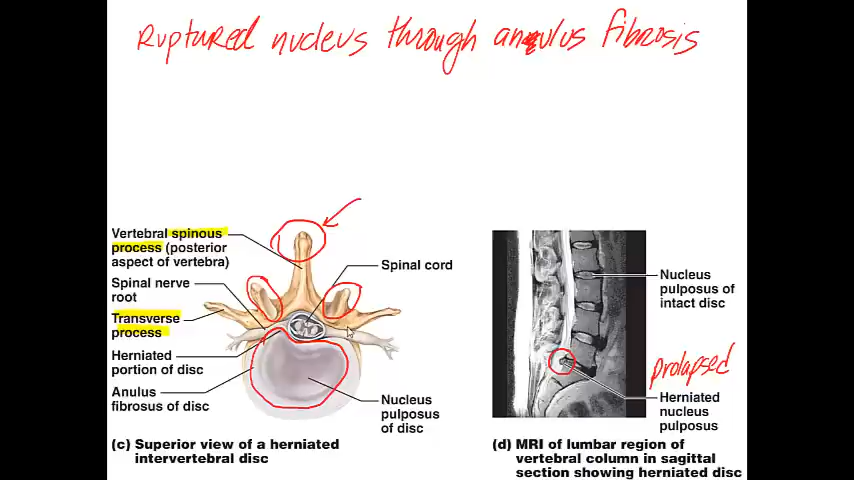 Ruptured nucleus through anulus fibrosis
Vertebral spinous
process (posterior
aspect of vertebra)
Spinal nerve
root
Transverse
process
Herniated
portion of disc
Anulus
fibrosus of disc
Spinal cord
Nucleus
pulposus
of disc
(c) Superior view of a herniated
intervertebral disc
Nucleus
pulposus of
intact disc
prolapsed
Herniated
nucleus
pulposus
(d) MRI of lumbar region of
vertebral column in sagittal
section showing herniated disc